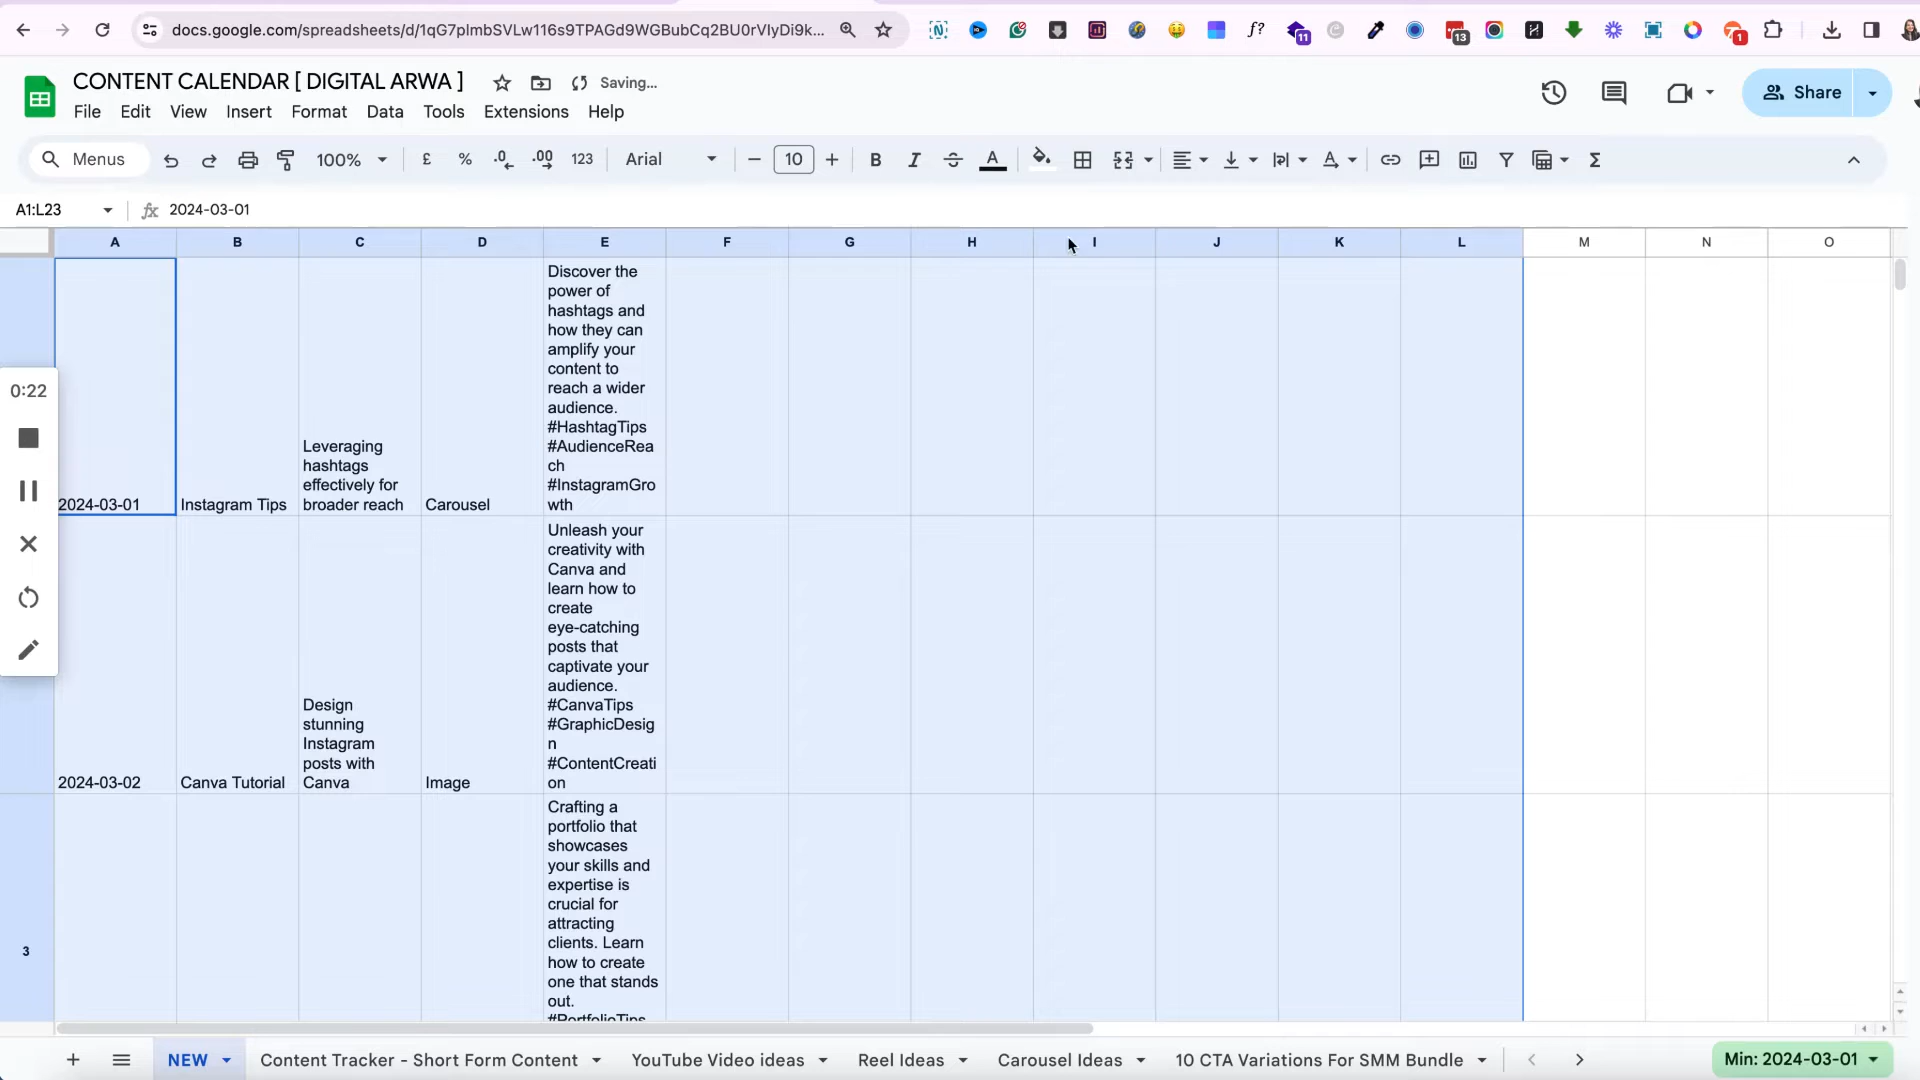 docs.google.com/spreadsheets/d/1qG7plmbSVLw116s9TPAGd9WGBubCq2BU0rVIyDi9k...
11
13
1
CONTENT CALENDAR [ DIGITAL ARWA ]
Saving...
File Edit View Insert Format Data Tools Extensions Help
Share
Menus
100%
£ % .0 .00 123
Arial
10
B I A
A1:L23
fx 2024-03-01
A B C D E F G H I J K L M N O
0:22
2024-03-01
Instagram Tips
Leveraging
hashtags
effectively for
broader reach
Carousel
Discover the
power of
hashtags and
how they can
amplify your
content to
reach a wider
audience.
#HashtagTips
#AudienceRea
ch
#InstagramGro
wth
2024-03-02
Canva Tutorial
Design
stunning
Instagram
posts with
Canva
Image
Unleash your
creativity with
Canva and
learn how to
create
eye-catching
posts that
captivate your
audience.
#CanvaTips
#GraphicDesig
n
#ContentCreati
on
3
Crafting a
portfolio that
showcases
your skills and
expertise is
crucial for
attracting
clients. Learn
how to create
one that stands
out.
#PortfolioTips
NEW
Content Tracker - Short Form Content
YouTube Video ideas
Reel Ideas
Carousel Ideas
10 CTA Variations For SMM Bundle
Min: 2024-03-01